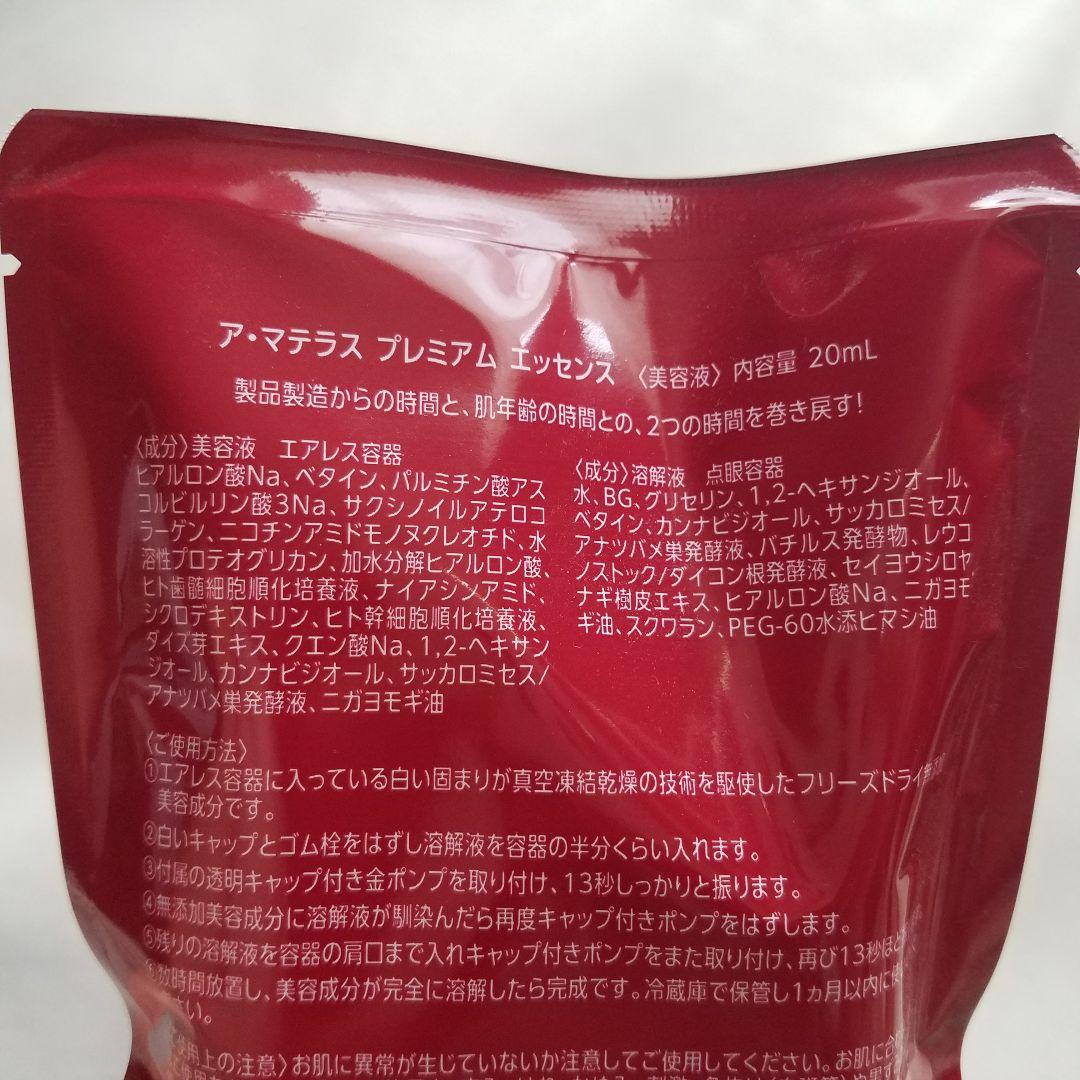 ア・マテラス プレミアム エッセンス 〈美容液〉 内容量 20mL
製品製造からの時間と、肌年齢の時間との、2つの時間を巻き戻す!
〈成分〉美容液 エアレス容器
ヒアルロン酸Na、ベタイン、パルミチン酸アス
コルビルリン酸3Na、サクシノイルアテロコ
ラーゲン、ニコチンアミドモノヌクレオチド、水
溶性プロテオグリカン、加水分解ヒアルロン酸、
ヒト歯髄細胞順化培養液、ナイアシンアミド、
シクロデキストリン、ヒト幹細胞順化培養液、
ダイズ芽エキス、クエン酸Na、1,2-ヘキサン
ジオール、カンナビジオール、サッカロミセス/
アナツバメ巣発酵液、ニガヨモギ油
〈成分〉溶解液 点眼容器
水、BG、グリセリン、1,2-ヘキサンジオール、
ベタイン、カンナビジオール、サッカロミセス/
アナツバメ巣発酵液、バチルス発酵物、レウコ
ノストック/ダイコン根発酵液、セイヨウシロヤ
ナギ樹皮エキス、ヒアルロン酸Na、ニガヨモ
ギ油、スクワラン、PEG-60水添ヒマシ油
〈ご使用方法〉
①エアレス容器に入っている白い固まりが真空凍結乾燥の技術を駆使したフリーズドライ
美容成分です。
②白いキャップとゴム栓をはずし溶解液を容器の半分くらい入れます。
③付属の透明キャップ付き金ポンプを取り付け、13秒しっかりと振ります。
④無添加美容成分に溶解液が馴染んだら再度キャップ付きポンプをはずします。
⑤残りの溶解液を容器の肩口まで入れキャップ付きポンプをまた取り付け、再び13秒ほど
⑥数時間放置し、美容成分が完全に溶解したら完成です。冷蔵庫で保管し1ヵ月以内に使
さい。
使用上の注意〉お肌に異常が生じていないか注意してご使用してください。お肌に合